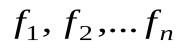 f₁, f₂,... fₙ